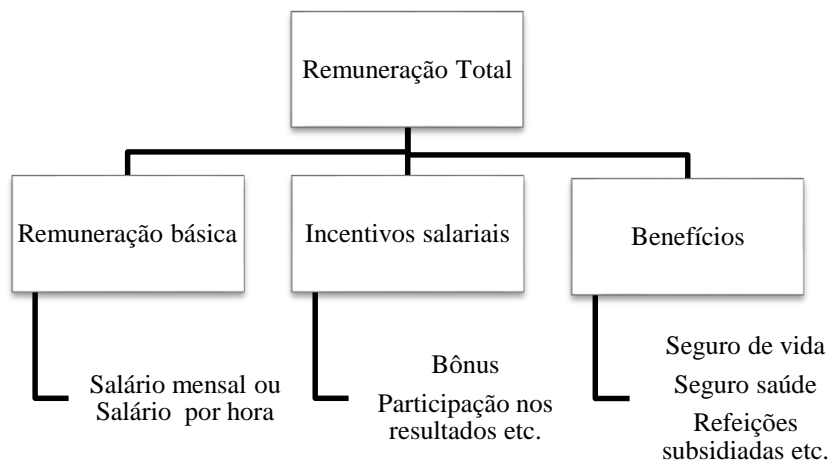 Remuneração Total
Remuneração básica
Incentivos salariais
Benefícios
Salário mensal ou
Salário por hora
Bônus
Participação nos
resultados etc.
Seguro de vida
Seguro saúde
Refeições
subsidiadas etc.